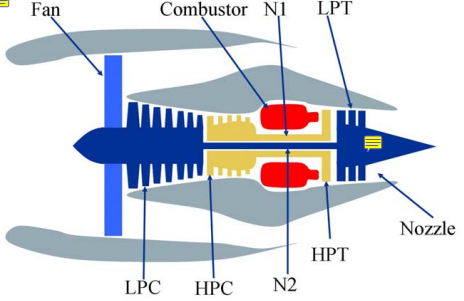 Fan
Combustor
N1
LPT
Nozzle
HPT
LPC
HPC
N2